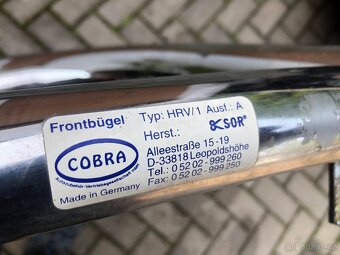 Frontbügel Typ: HRV/1 Ausf.: A
Herst.: SOR®
COBRA
Alleestraße 15-19
D-33818 Leopoldshöhe
Tel.: 0 52 02 - 999 260
Fax: 0 52 02 - 999 250
Made in Germany